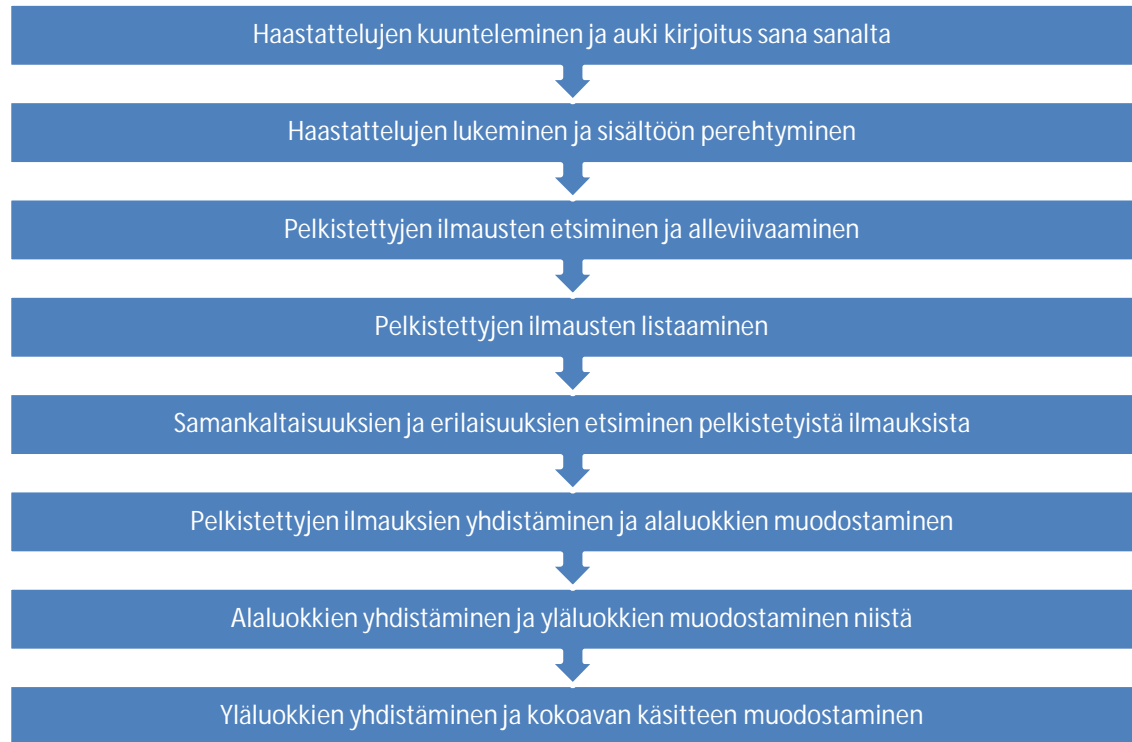 Haastattelujen kuunteleminen ja auki kirjoitus sana sanalta
Haastattelujen lukeminen ja sisältöön perehtyminen
Pelkistettyjen ilmausten etsiminen ja alleviivaaminen
Pelkistettyjen ilmausten listaaminen
Samankaltaisuuksien ja erilaisuuksien etsiminen pelkistetyistä ilmauksista
Pelkistettyjen ilmauksien yhdistäminen ja alaluokkien muodostaminen
Alaluokkien yhdistäminen ja yläluokkien muodostaminen niistä
Yläluokkien yhdistäminen ja kokoavan käsitteen muodostaminen